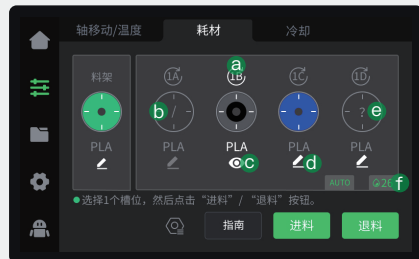 轴移动/温度 耗材 冷却
a
料架 1A 1B 1C 1D
b / ? e
PLA PLA PLA PLA PLA
c d
AUTO f
•选择1个槽位，然后点击“进料”/“退料”按钮。
指南 进料 退料